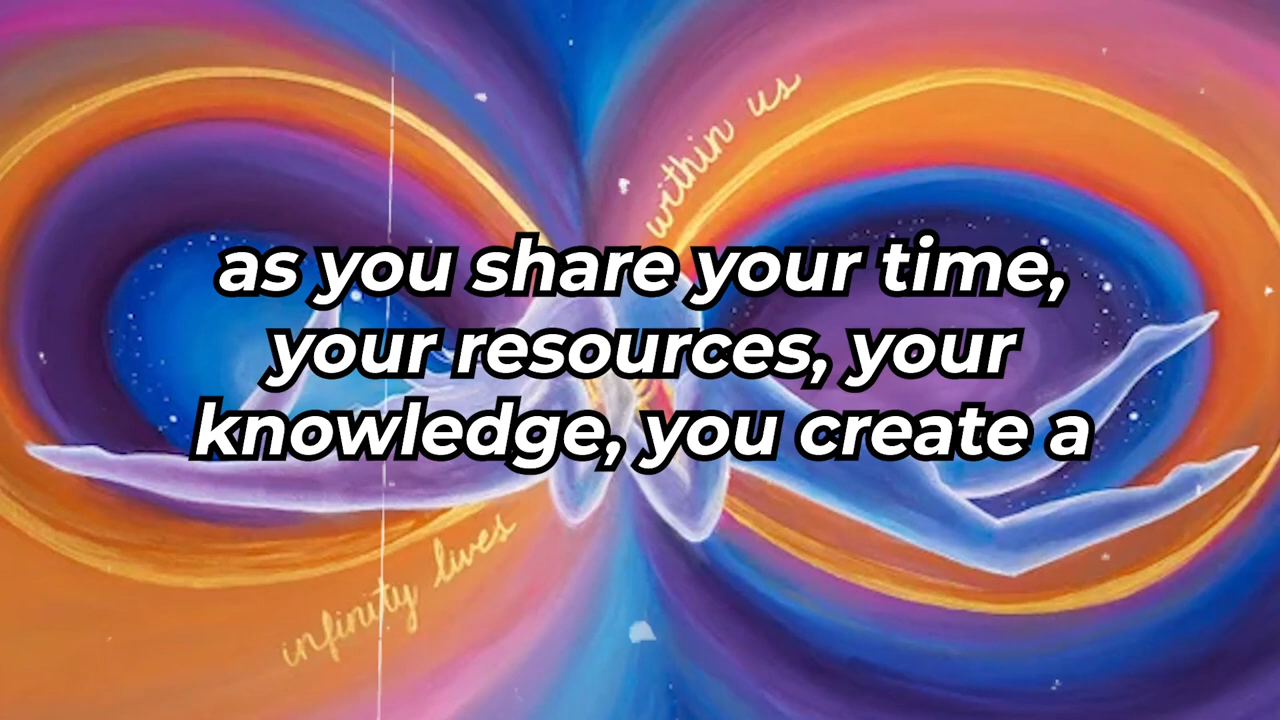 within us
as you share your time,
your resources, your
knowledge, you create a
infinity lives